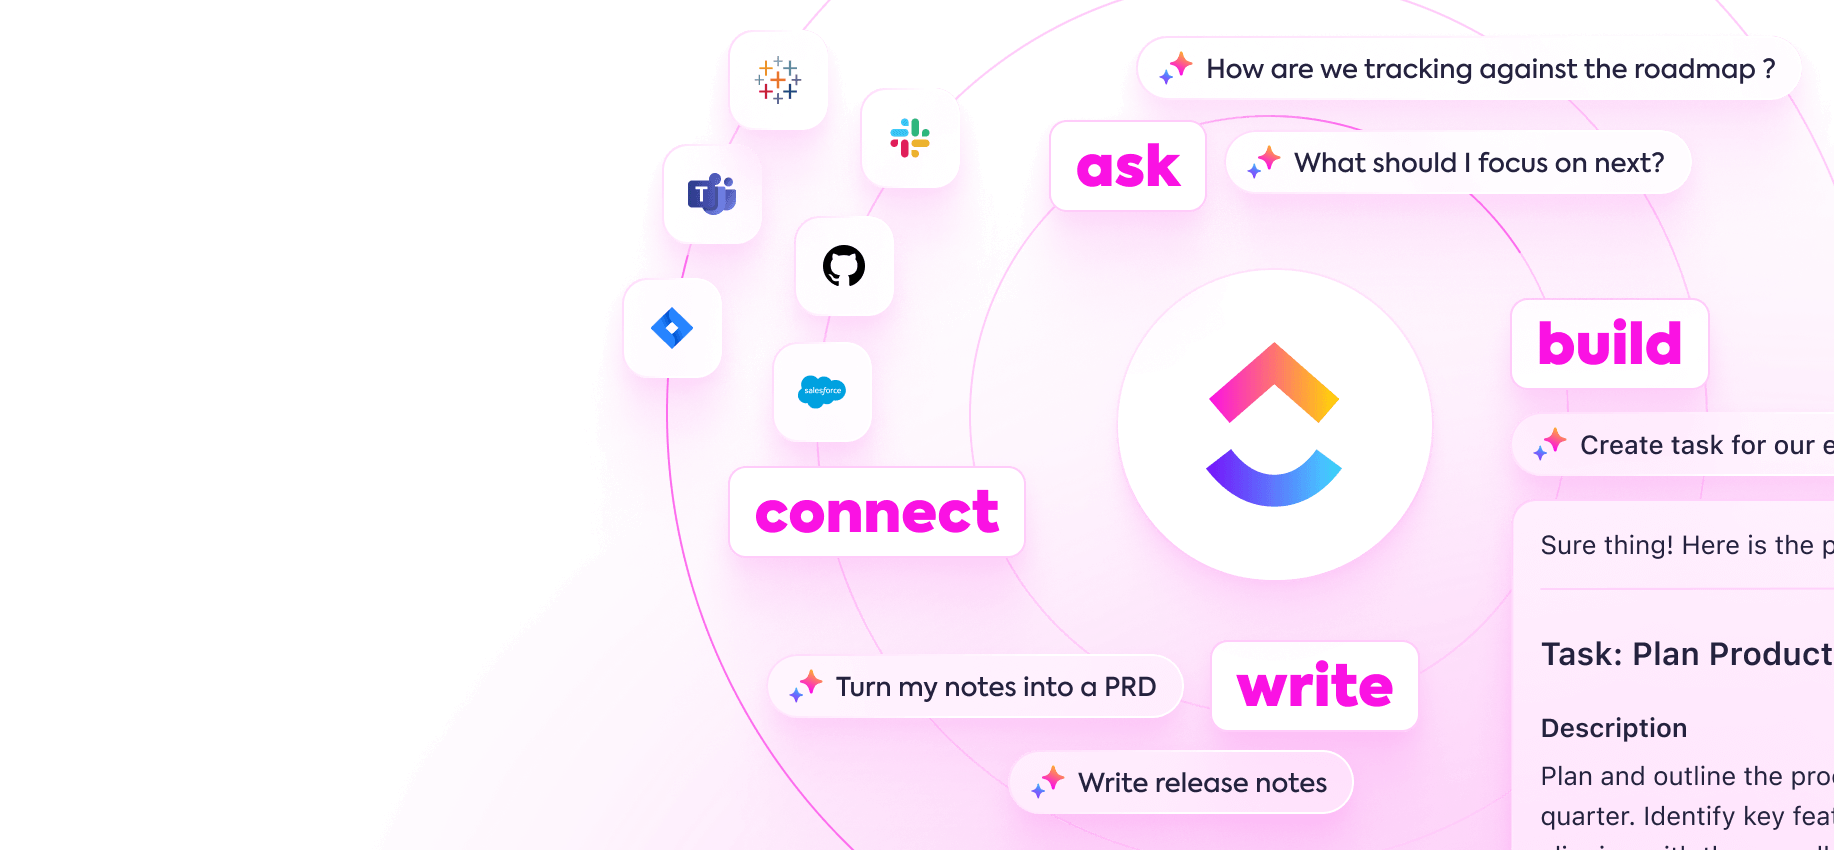 How are we tracking against the roadmap ?
ask
What should I focus on next?
T
build
salesforce
Create task for our
connect
Sure thing! Here is the
Task: Plan Product
Turn my notes into a PRD
write
Description
Write release notes
Plan and outline the
quarter. Identify key